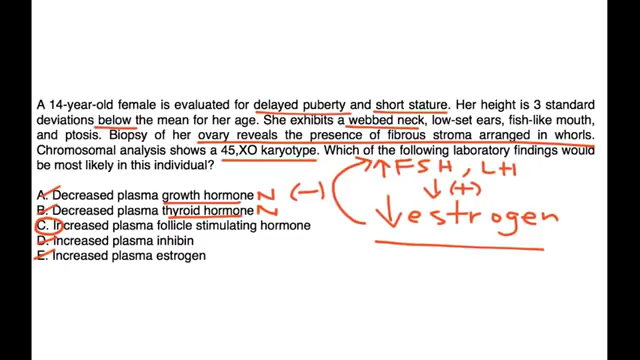 A 14-year-old female is evaluated for delayed puberty and short stature. Her height is 3 standard
deviations below the mean for her age. She exhibits a webbed neck, low-set ears, fish-like mouth,
and ptosis. Biopsy of her ovary reveals the presence of fibrous stroma arranged in whorls.
Chromosomal analysis shows a 45,XO karyotype. Which of the following laboratory findings would
be most likely in this individual?
↑ FSH, LH
A. Decreased plasma growth hormone N (-)
↓ (+)
B. Decreased plasma thyroid hormone N
↓ estrogen
C. Increased plasma follicle stimulating hormone
D. Increased plasma inhibin
E. Increased plasma estrogen